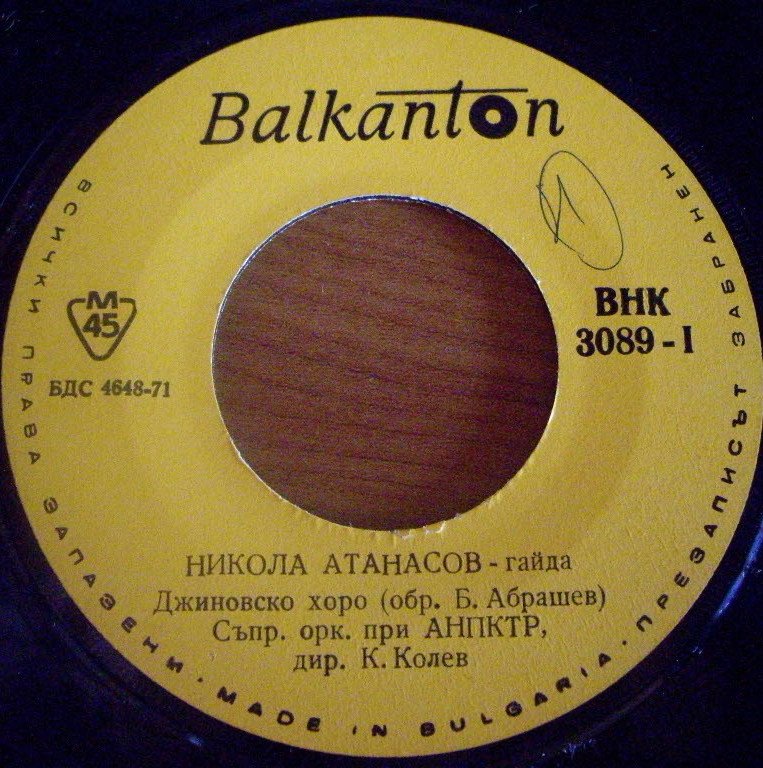 Balkanton
ВНК
3089 - I
М
45
БДС 4648-71
НИКОЛА АТАНАСОВ - гайда
Джиновско хоро (обр. Б. Абрашев)
Съпр. орк. при АНПКТР,
дир. К. Колев
ВСИЧКИ ПРАВА ЗАПАЗЕНИ · MADE IN BULGARIA · ПРЕЗАПИСЪТ ЗАБРАНЕН